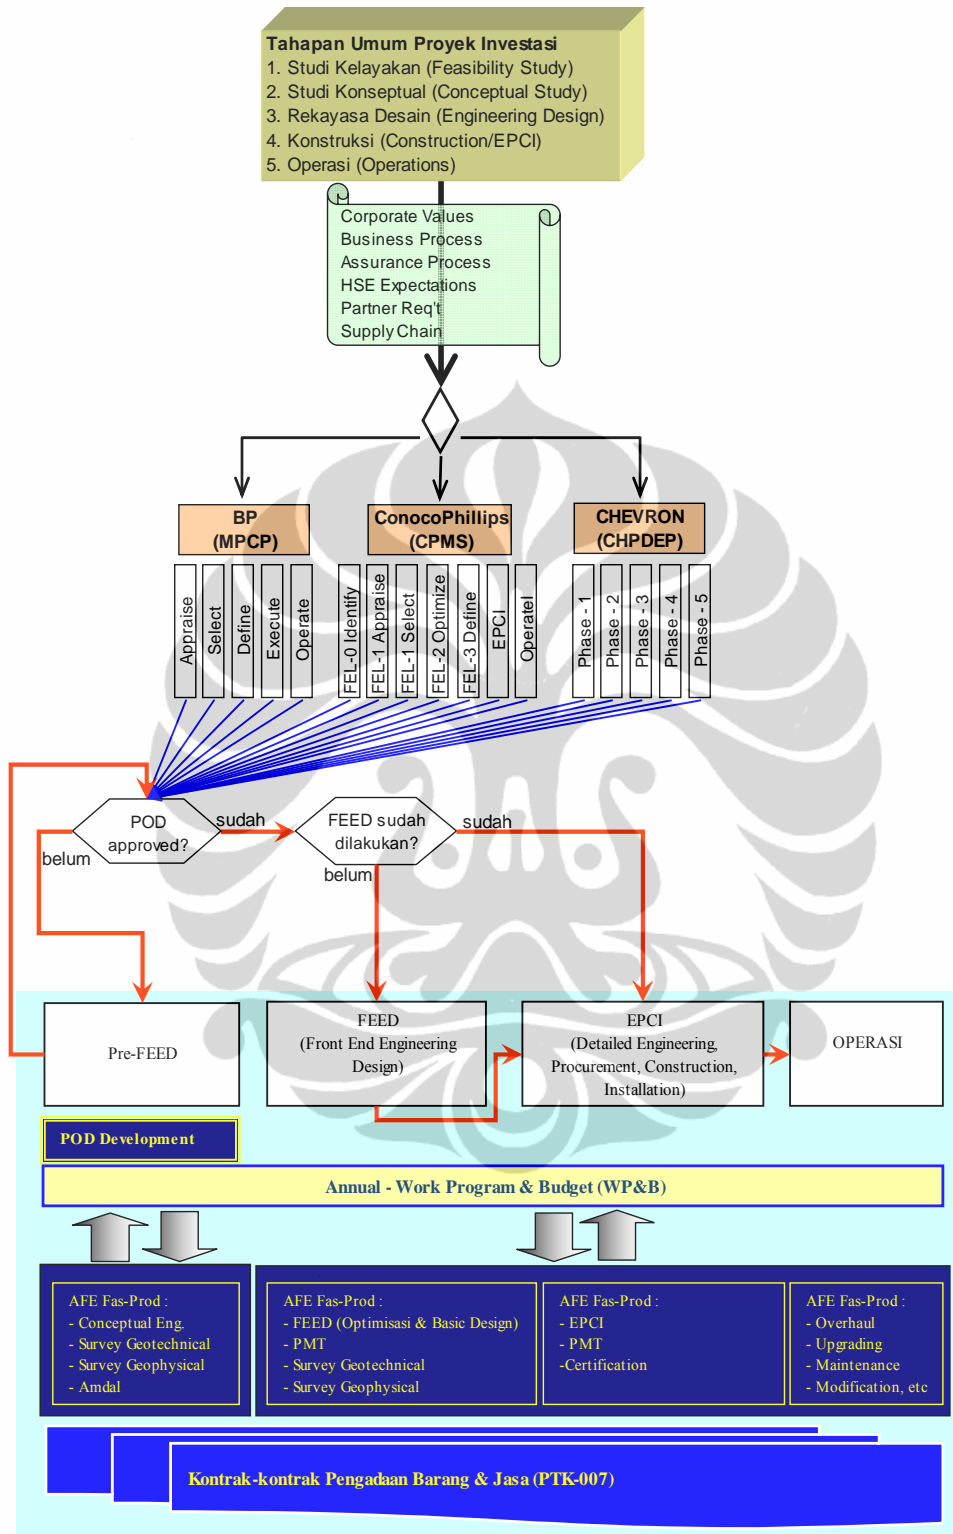 Tahapan Umum Proyek Investasi
1. Studi Kelayakan (Feasibility Study)
2. Studi Konseptual (Conceptual Study)
3. Rekayasa Desain (Engineering Design)
4. Konstruksi (Construction/EPCI)
5. Operasi (Operations)
Corporate Values
Business Process
Assurance Process
HSE Expectations
Partner Req't
Supply Chain
BP
(MPCP)
ConocoPhillips
(CPMS)
CHEVRON
(CHPDEP)
Appraise
Select
Define
Execute
Operate
FEL-0 Identify
FEL-1 Appraise
FEL-1 Select
FEL-2 Optimize
FEL-3 Define
EPCI
Operatel
Phase - 1
Phase - 2
Phase - 3
Phase - 4
Phase - 5
POD
approved?
sudah
belum
FEED sudah
dilakukan?
sudah
belum
Pre-FEED
FEED
(Front End Engineering
Design)
EPCI
(Detailed Engineering,
Procurement, Construction,
Installation)
OPERASI
POD Development
Annual - Work Program & Budget (WP&B)
AFE Fas-Prod :
- Conceptual Eng.
- Survey Geotechnical
- Survey Geophysical
- Amdal
AFE Fas-Prod :
- FEED (Optimisasi & Basic Design)
- PMT
- Survey Geotechnical
- Survey Geophysical
AFE Fas-Prod :
- EPCI
- PMT
-Certification
AFE Fas-Prod :
- Overhaul
- Upgrading
- Maintenance
- Modification, etc
Kontrak-kontrak Pengadaan Barang & Jasa (PTK-007)